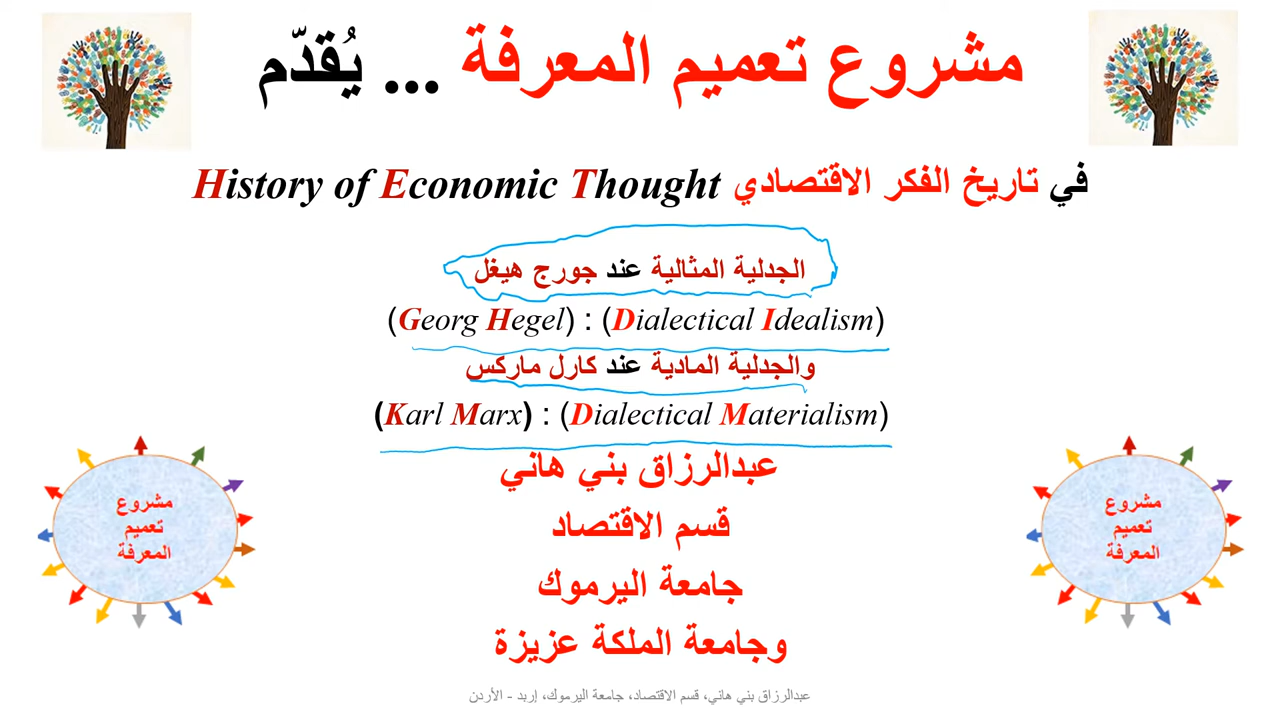 مشروع تعميم المعرفة ... يُقدّم
في تاريخ الفكر الاقتصادي History of Economic Thought
الجدلية المثالية عند جورج هيغل
(Georg Hegel) : (Dialectical Idealism)
والجدلية المادية عند كارل ماركس
(Karl Marx) : (Dialectical Materialism)
عبدالرزاق بني هاني
قسم الاقتصاد
جامعة اليرموك
وجامعة الملكة عزيزة
مشروع
تعميم
المعرفة
مشروع
تعميم
المعرفة
عبدالرزاق بني هاني، قسم الاقتصاد، جامعة اليرموك، إربد - الأردن